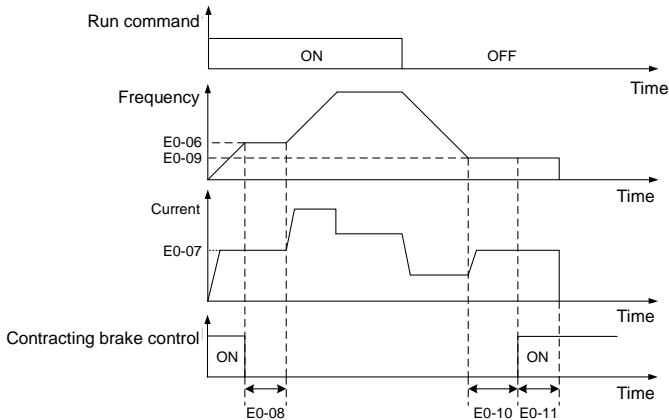 Run command
ON
OFF
Time
Frequency
E0-06
E0-09
Time
Current
E0-07
Time
Contracting brake control
ON
ON
Time
E0-08
E0-10
E0-11